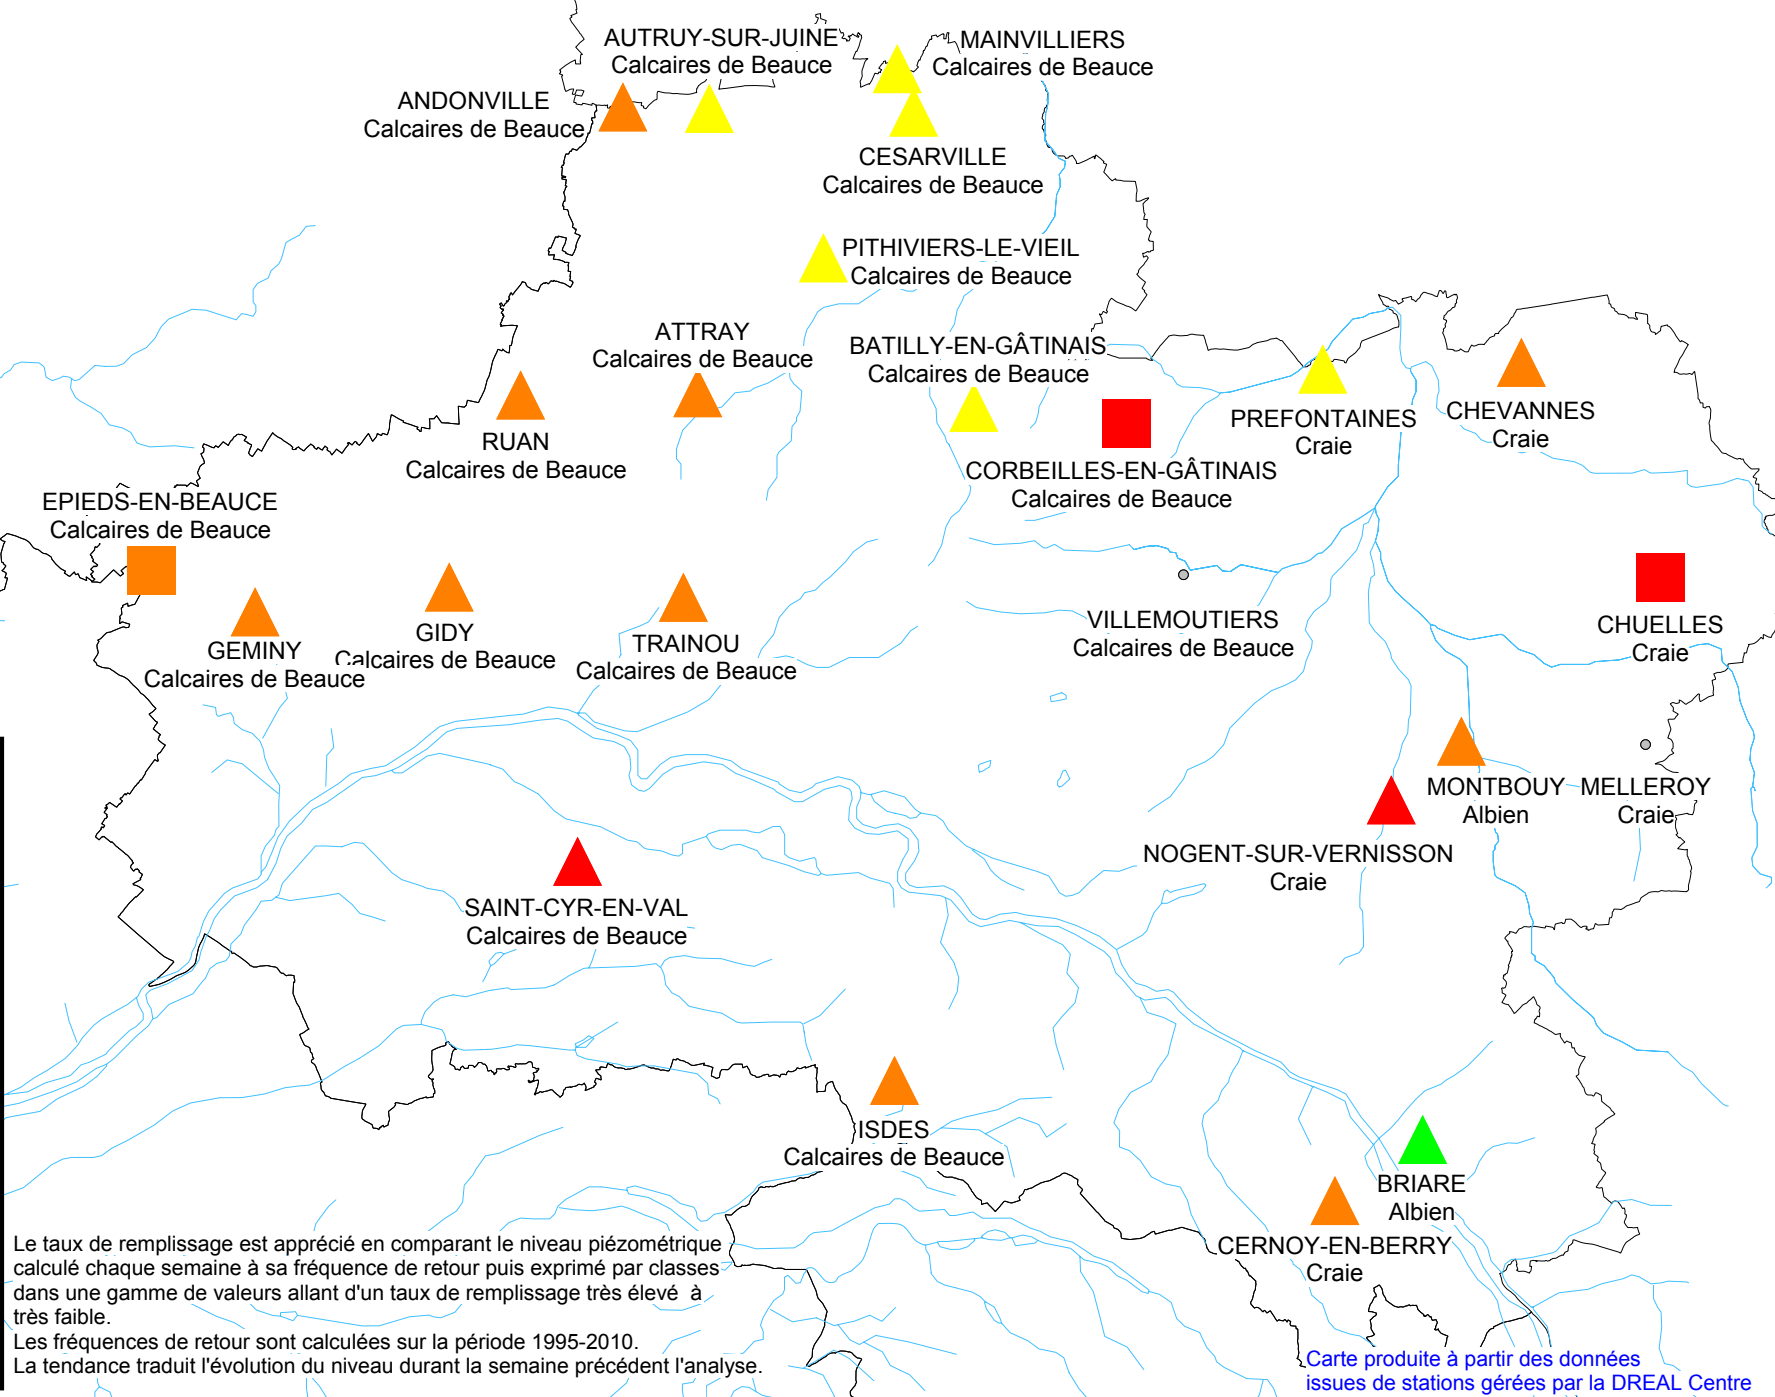 AUTRUY-SUR-JUINE
Calcaires de Beauce
MAINVILLIERS
Calcaires de Beauce
ANDONVILLE
Calcaires de Beauce
CESARVILLE
Calcaires de Beauce
PITHIVIERS-LE-VIEIL
Calcaires de Beauce
ATTRAY
Calcaires de Beauce
BATILLY-EN-GÂTINAIS
Calcaires de Beauce
RUAN
Calcaires de Beauce
PREFONTAINES
Craie
CHEVANNES
Craie
CORBEILLES-EN-GÂTINAIS
Calcaires de Beauce
EPIEDS-EN-BEAUCE
Calcaires de Beauce
GEMINY
Calcaires de Beauce
GIDY
Calcaires de Beauce
TRAINOU
Calcaires de Beauce
VILLEMOUTIERS
Calcaires de Beauce
CHUELLES
Craie
MONTBOUY
Albien
MELLEROY
Craie
NOGENT-SUR-VERNISSON
Craie
SAINT-CYR-EN-VAL
Calcaires de Beauce
ISDES
Calcaires de Beauce
BRIARE
Albien
CERNOY-EN-BERRY
Craie
Le taux de remplissage est apprécié en comparant le niveau piézométrique
calculé chaque semaine à sa fréquence de retour puis exprimé par classes
dans une gamme de valeurs allant d'un taux de remplissage très élevé à
très faible.
Les fréquences de retour sont calculées sur la période 1995-2010.
La tendance traduit l'évolution du niveau durant la semaine précédent l'analyse.
Carte produite à partir des données
issues de stations gérées par la DREAL Centre